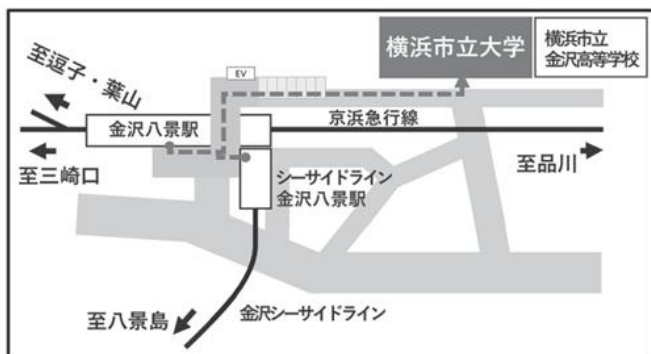 横浜市立大学
横浜市立
金沢高等学校
EV
至逗子・葉山
金沢八景駅
京浜急行線
至三崎口
シーサイドライン
金沢八景駅
至品川
至八景島
金沢シーサイドライン